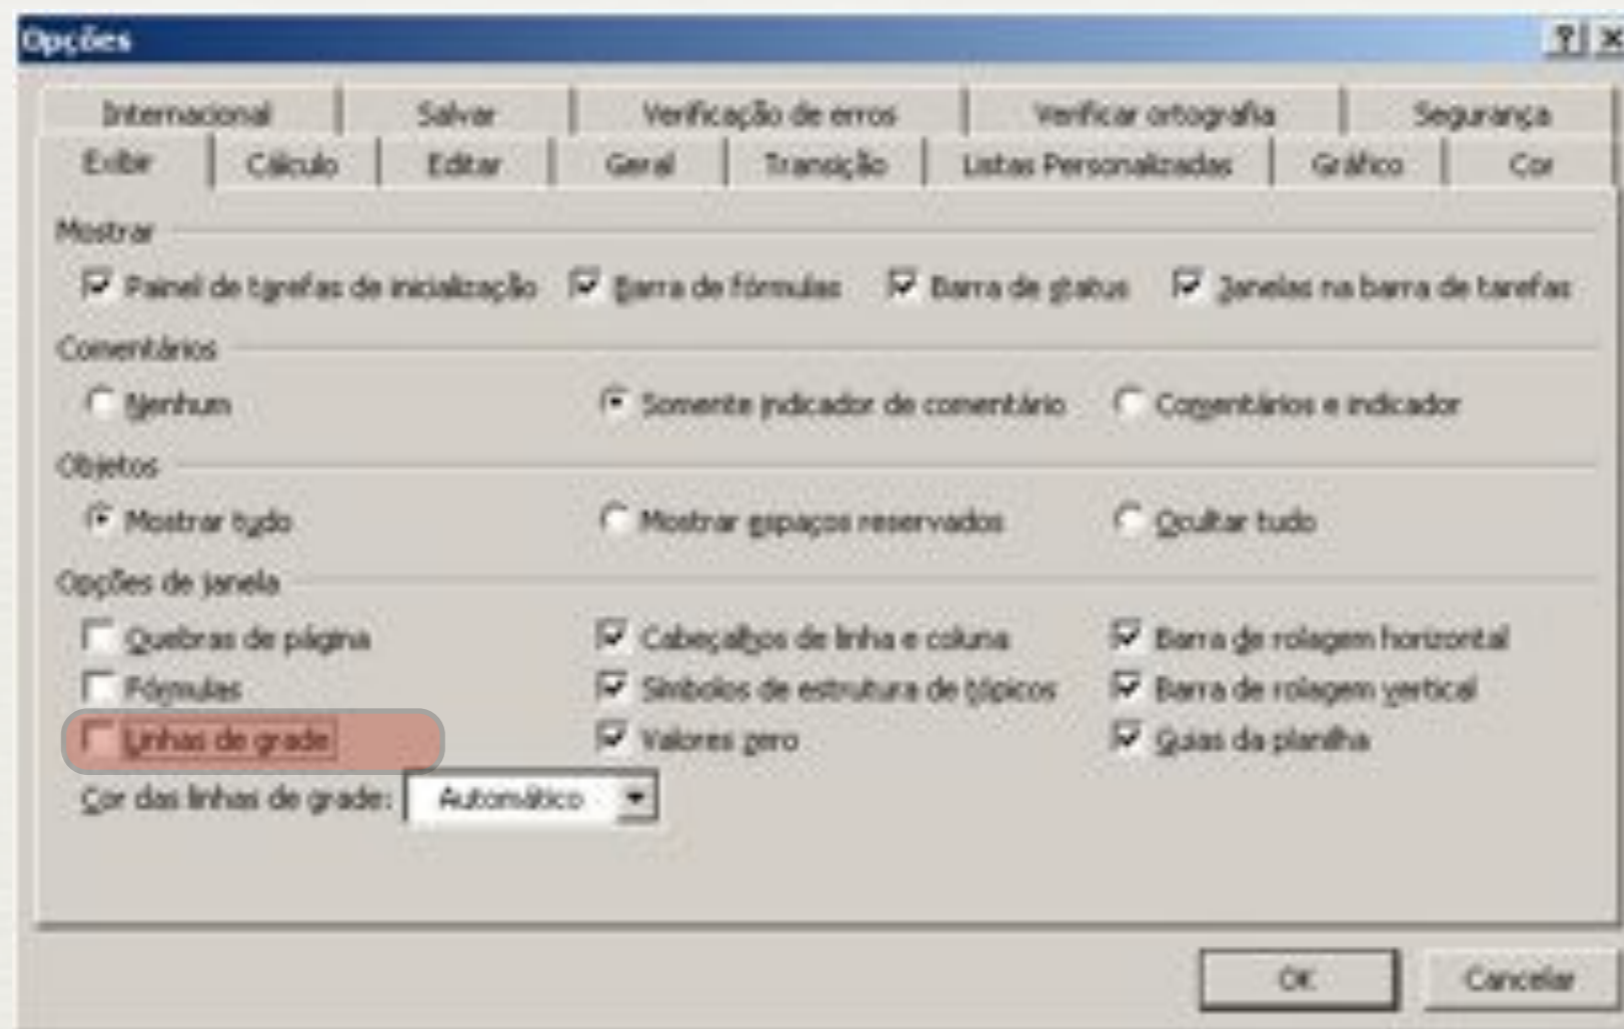 Opções
Internacional Salvar Verificação de erros Verificar ortografia Segurança
Exibir Cálculo Editar Geral Transição Listas Personalizadas Gráfico Cor
Mostrar
Painel de tarefas de inicialização Barra de fórmulas Barra de status Janelas na barra de tarefas
Comentários
Nenhum Somente indicador de comentário Comentários e indicador
Objetos
Mostrar tudo Mostrar espaços reservados Ocultar tudo
Opções de janela
Quebras de página Cabeçalhos de linha e coluna Barra de rolagem horizontal
Fórmulas Símbolos de estrutura de tópicos Barra de rolagem vertical
Linhas de grade Valores zero Guias da planilha
Cor das linhas de grade: Automático
OK Cancelar